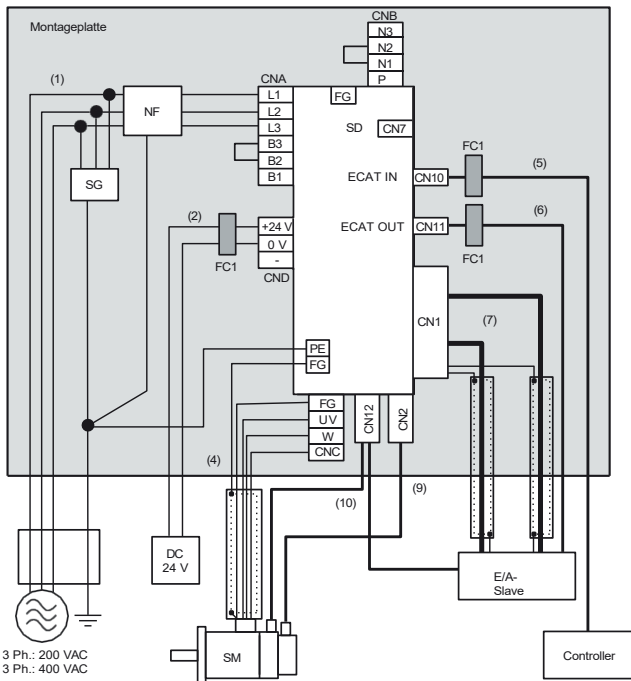 Montageplatte
CNB
N3
N2
N1
P
(1)
CNA
NF
L1
L2
L3
B3
B2
B1
FG
SD
CN7
SG
ECAT IN
CN10
FC1
(5)
(2)
+24 V
0 V
-
CND
FC1
ECAT OUT
CN11
FC1
(6)
CN1
(7)
PE
FG
FG
UV
W
CNC
CN12
CN2
(4)
(10)
(9)
DC
24 V
E/A-
Slave
SM
Controller
3 Ph.: 200 VAC
3 Ph.: 400 VAC